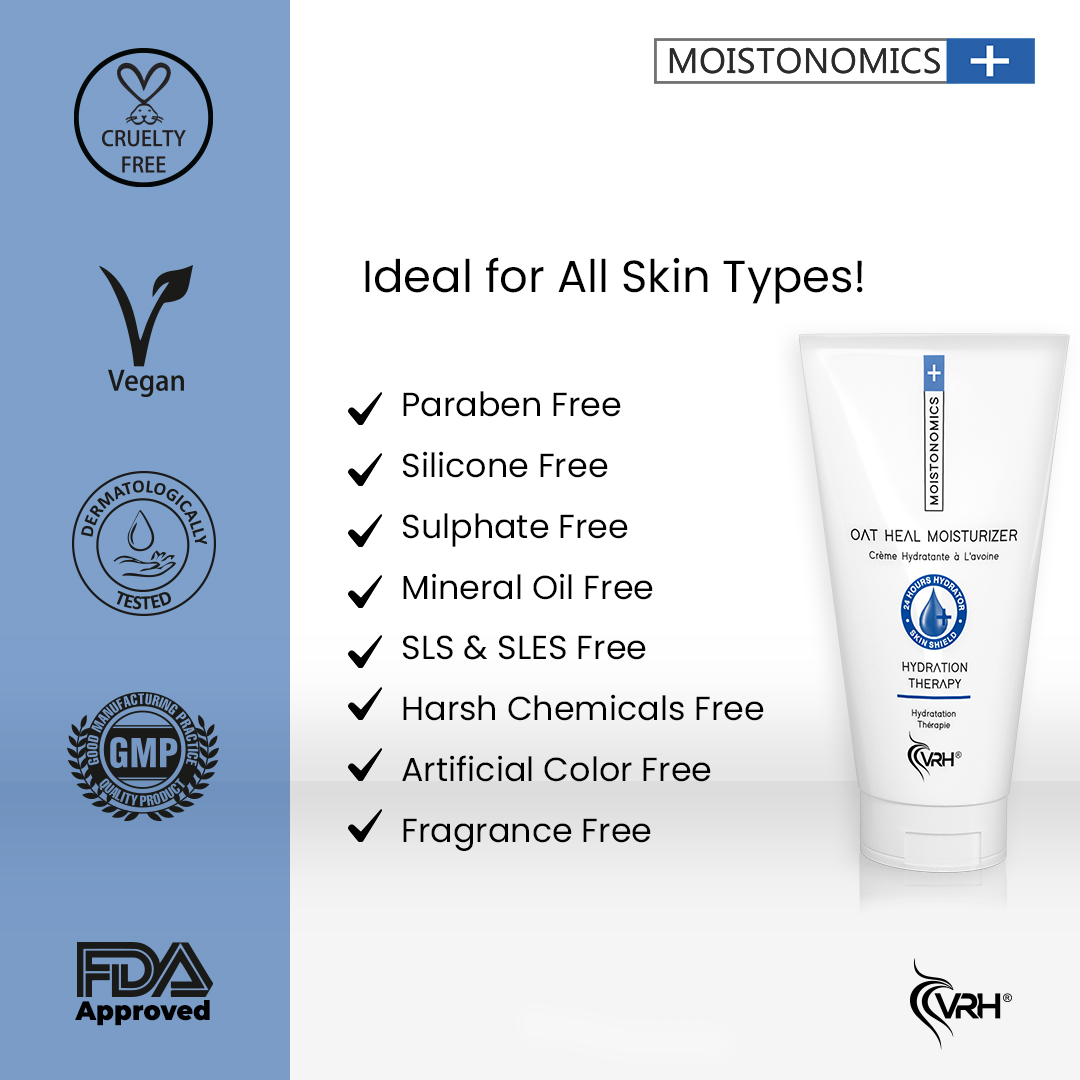 CRUELTY
FREE
Vegan
DERMATOLOGICALLY
TESTED
GOOD MANUFACTURING PRACTICE
GMP
QUALITY PRODUCT
FDA
Approved
MOISTONOMICS +
Ideal for All Skin Types!
Paraben Free
Silicone Free
Sulphate Free
Mineral Oil Free
SLS & SLES Free
Harsh Chemicals Free
Artificial Color Free
Fragrance Free
MOISTONOMICS +
OAT HEAL MOISTURIZER
Crème Hydratante à L'avoine
24 HOURS HYDRATOR
SKIN SHIELD
HYDRATION
THERAPY
Hydratation
Thérapie
VRH®
VRH®